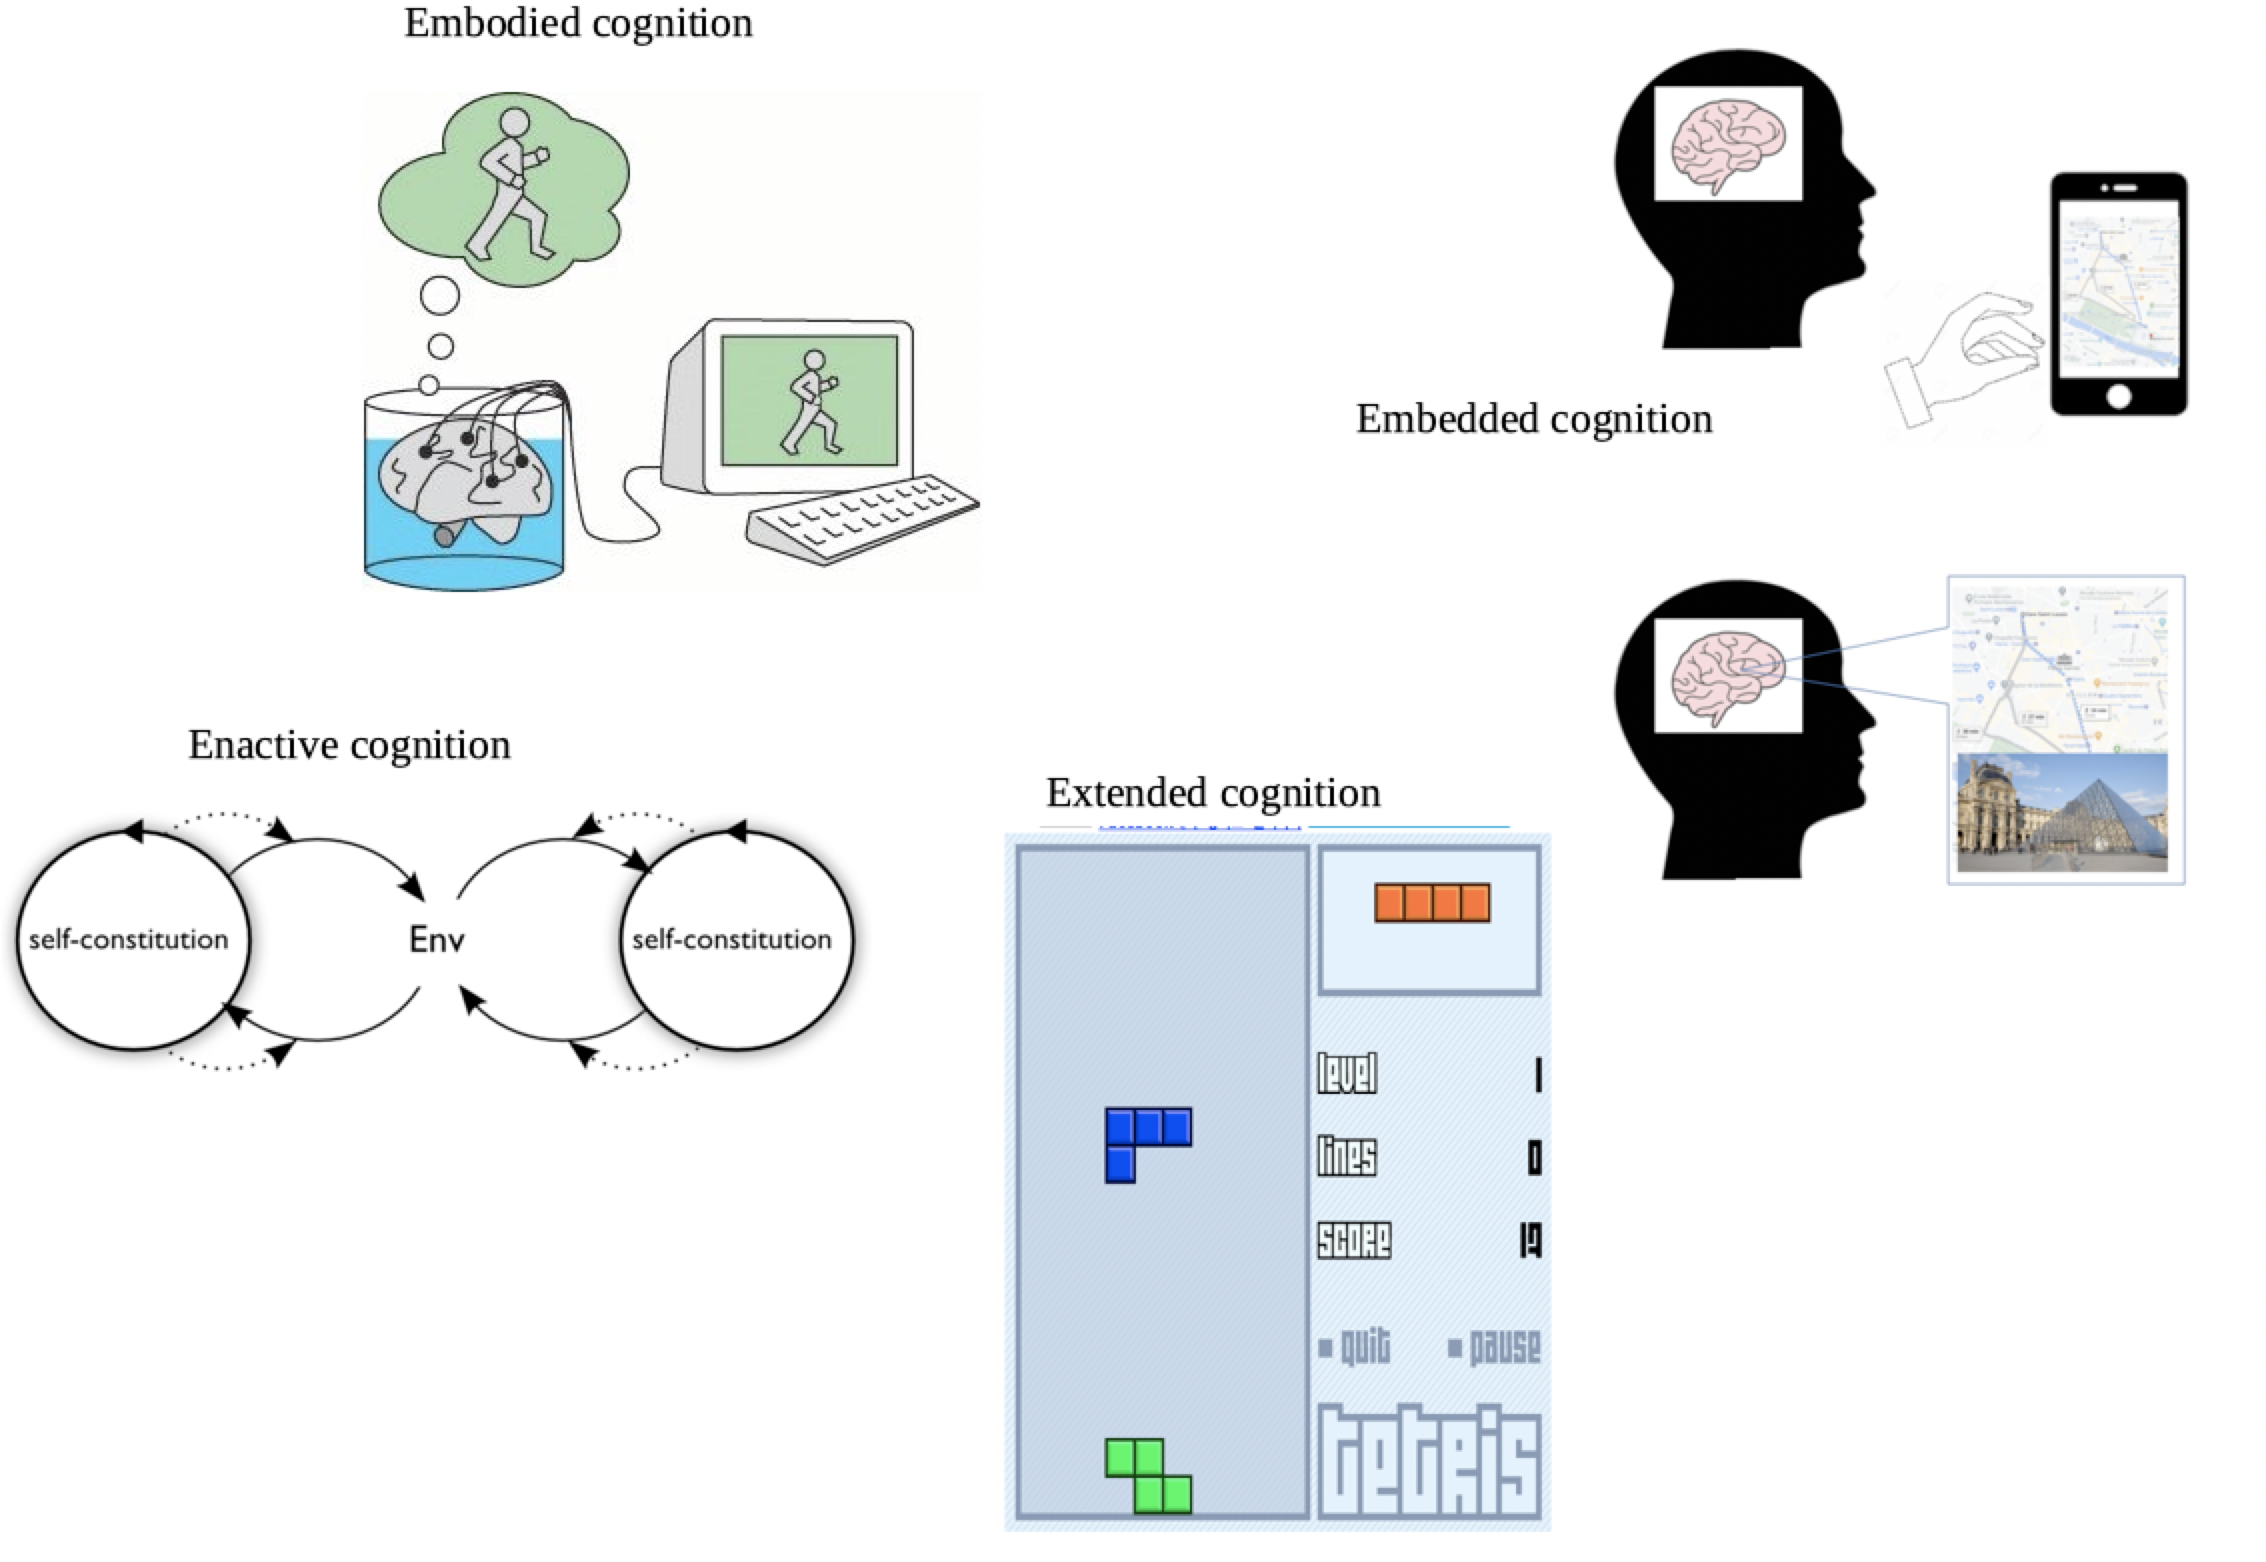 Embodied cognition
Embedded cognition
Enactive cognition
self-constitution
Env
self-constitution
Extended cognition
level 1
lines 0
score 19
quit
pause
tetris